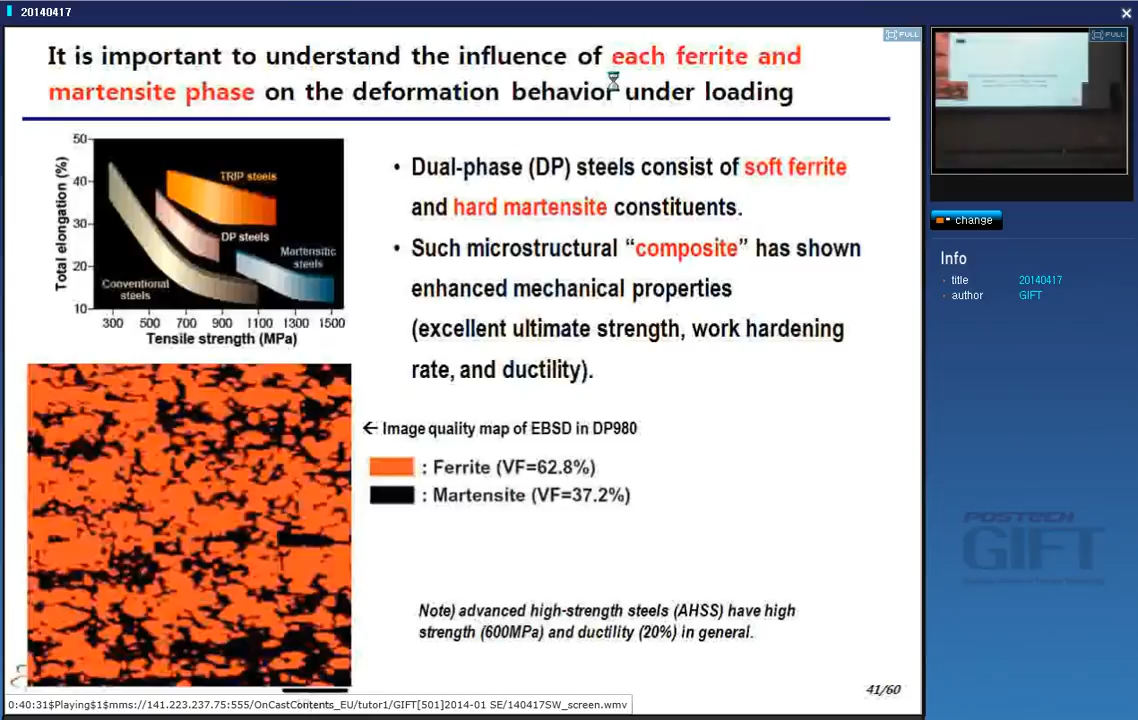 20140417
FULL
It is important to understand the influence of each ferrite and
martensite phase on the deformation behavior under loading
FULL
50
40
30
20
10
Total elongation (%)
TRIP steels
DP steels
Martensitic
steels
Conventional
steels
300 500 700 900 1100 1300 1500
Tensile strength (MPa)
• Dual-phase (DP) steels consist of soft ferrite
and hard martensite constituents.
• Such microstructural “composite” has shown
enhanced mechanical properties
(excellent ultimate strength, work hardening
rate, and ductility).
← Image quality map of EBSD in DP980
: Ferrite (VF=62.8%)
: Martensite (VF=37.2%)
Note) advanced high-strength steels (AHSS) have high
strength (600MPa) and ductility (20%) in general.
41/60
0:40:31$Playing$1$mms://141.223.237.75:555/OnCastContents_EU/tutor1/GIFT[501]2014-01 SE/140417SW_screen.wmv
change
Info
title 20140417
author GIFT
POSTECH
GIFT